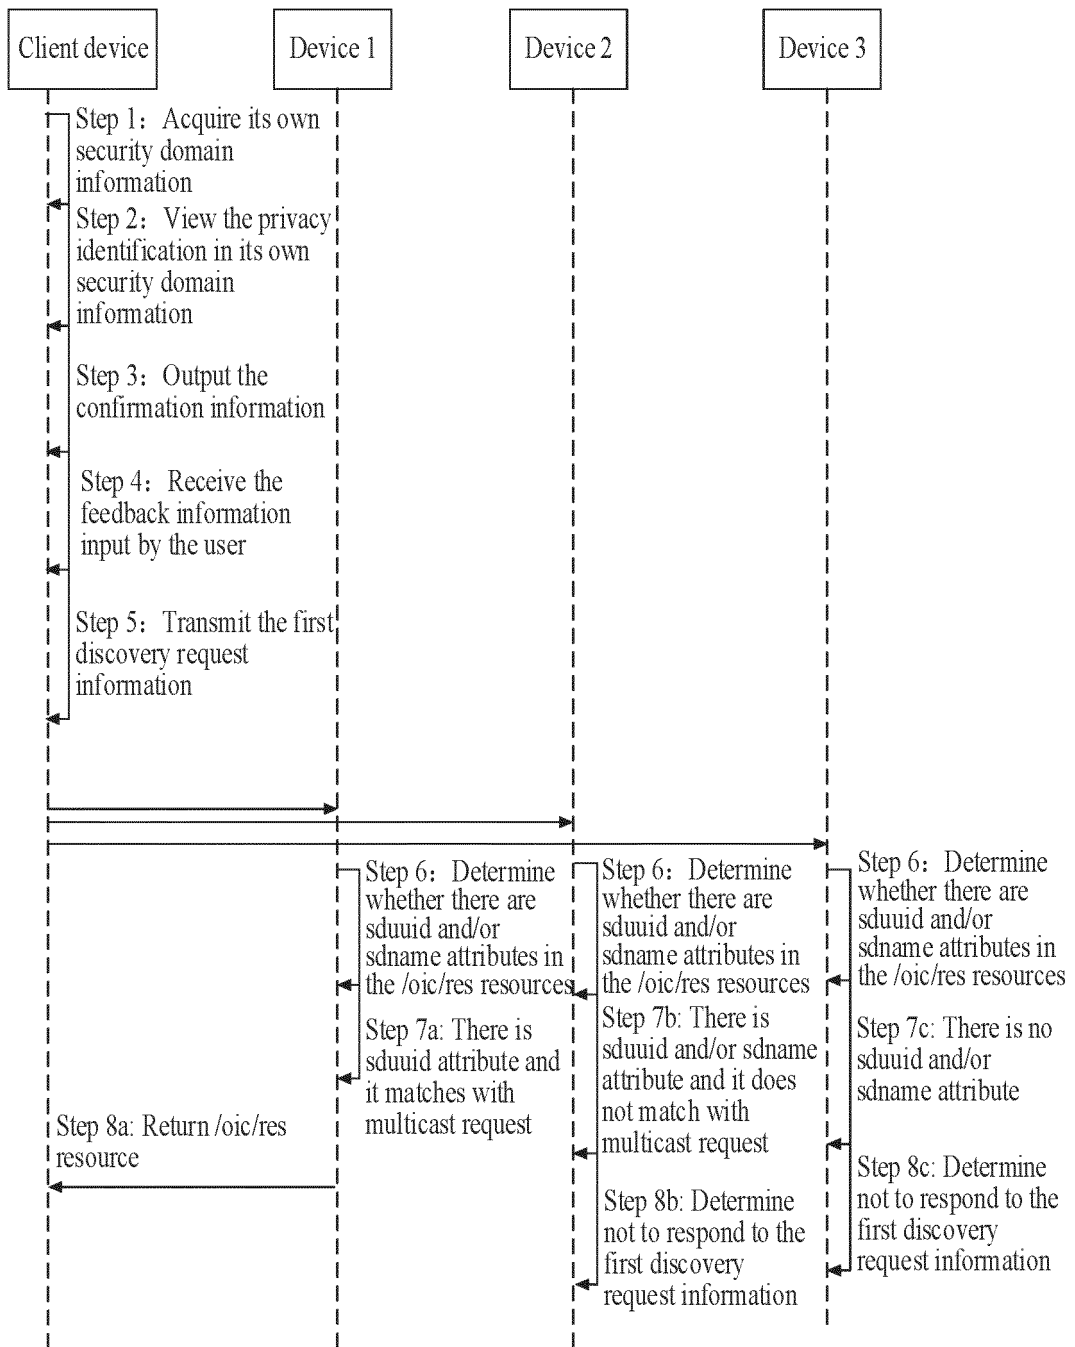 Client device
Device 1
Device 2
Device 3
Step 1：Acquire its own
security domain
information
Step 2：View the privacy
identification in its own
security domain
information
Step 3：Output the
confirmation information
Step 4：Receive the
feedback information
input by the user
Step 5：Transmit the first
discovery request
information
Step 6：Determine
whether there are
sduuid and/or
sdname attributes in
the /oic/res resources
Step 7a: There is
sduuid attribute and
it matches with
multicast request
Step 8a: Return /oic/res
resource
Step 6：Determine
whether there are
sduuid and/or
sdname attributes in
the /oic/res resources
Step 7b: There is
sduuid and/or sdname
attribute and it does
not match with
multicast request
Step 8b: Determine
not to respond to the
first discovery
request information
Step 6：Determine
whether there are
sduuid and/or
sdname attributes in
the /oic/res resources
Step 7c: There is no
sduuid and/or
sdname attribute
Step 8c: Determine
not to respond to the
first discovery
request information